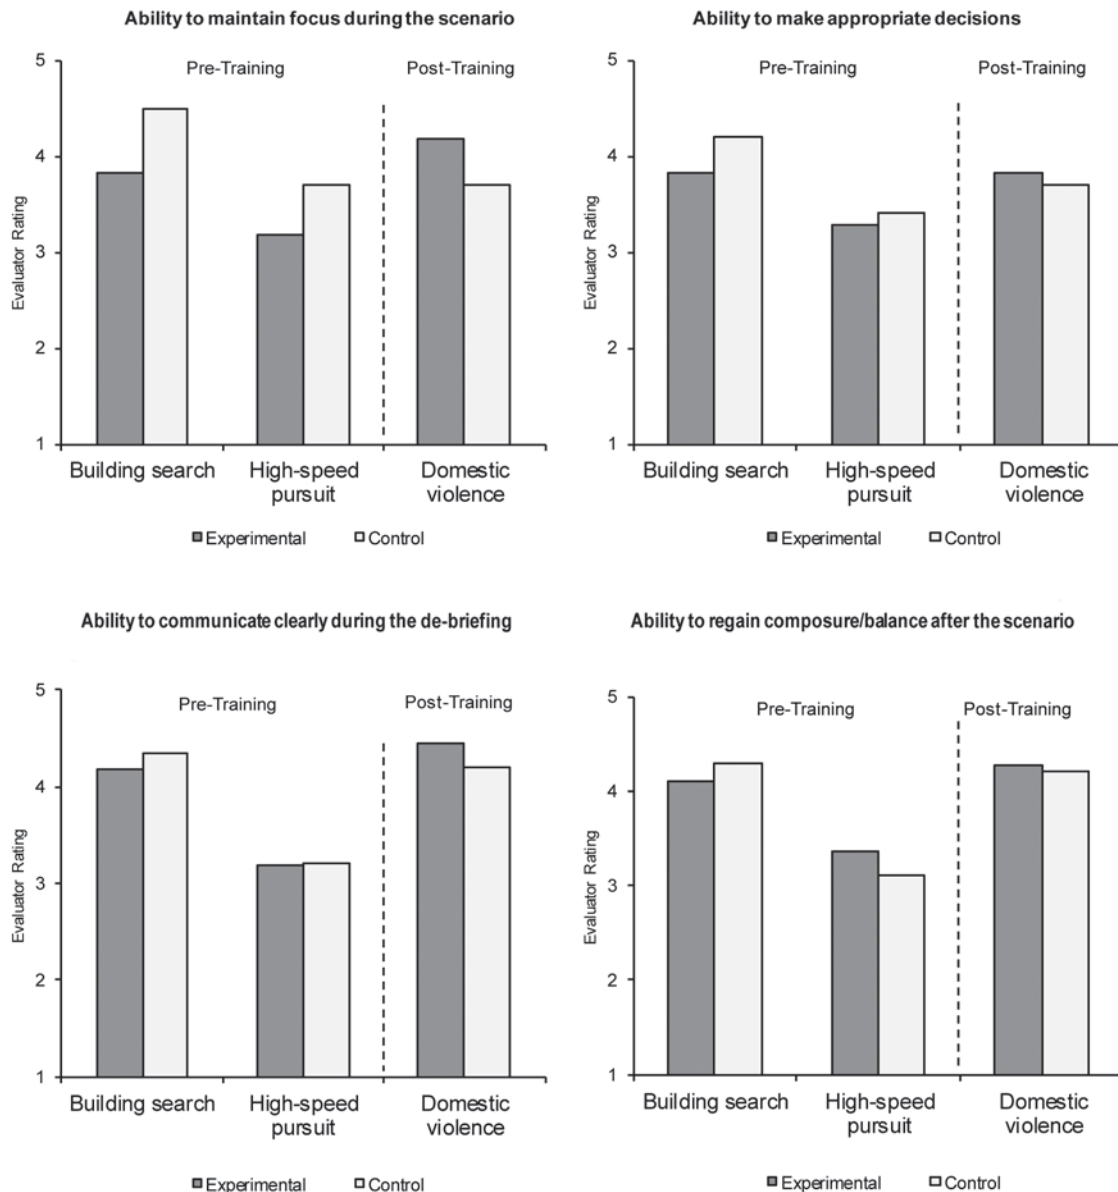 Ability to maintain focus during the scenario
5
4
3
2
1
Evaluator Rating
Pre-Training
Post-Training
Building search
High-speed
pursuit
Domestic
violence
Experimental
Control
Ability to make appropriate decisions
5
4
3
2
1
Evaluator Rating
Pre-Training
Post-Training
Building search
High-speed
pursuit
Domestic
violence
Experimental
Control
Ability to communicate clearly during the de-briefing
5
4
3
2
1
Evaluator Rating
Pre-Training
Post-Training
Building search
High-speed
pursuit
Domestic
violence
Experimental
Control
Ability to regain composure/balance after the scenario
5
4
3
2
1
Evaluator Rating
Pre-Training
Post-Training
Building search
High-speed
pursuit
Domestic
violence
Experimental
Control